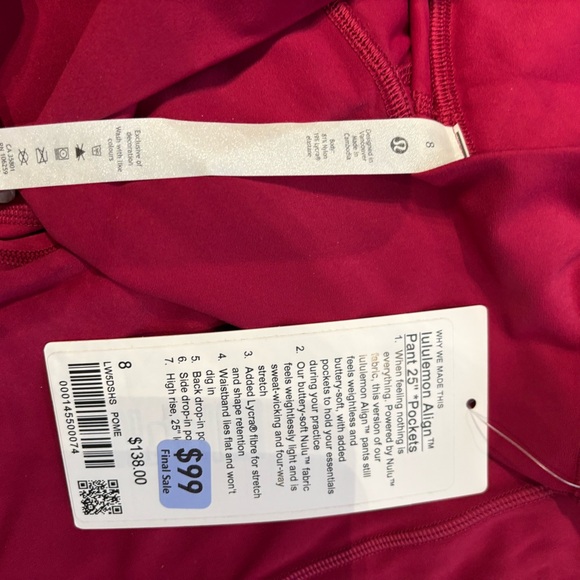 8
Designed in
Vancouver
Made in
Cambodia
Body:
81% Nylon
19% Lycra®
elastane
Exclusive of
decoration
Wash with like
colours
CA 35801
WHY WE MADE THIS
lululemon Align™
Pant 25" *Pockets
1. When feeling nothing is
everything. Powered by Nulu™
fabric, this version of our
lululemon Align™ pants still
feels weightless and
buttery-soft, with added
pockets to hold your essentials
during your practice
2. Our buttery-soft Nulu™ fabric
feels weightlessly light and is
sweat-wicking and four-way
stretch
3. Added Lycra® fibre for stretch
and shape retention
4. Waistband lies flat and won't
dig in
5. Back drop-in
6. Side drop-in
7. High rise, 25"
$99
Final Sale
8
LW5DSHS POME
$138.00
000145500074